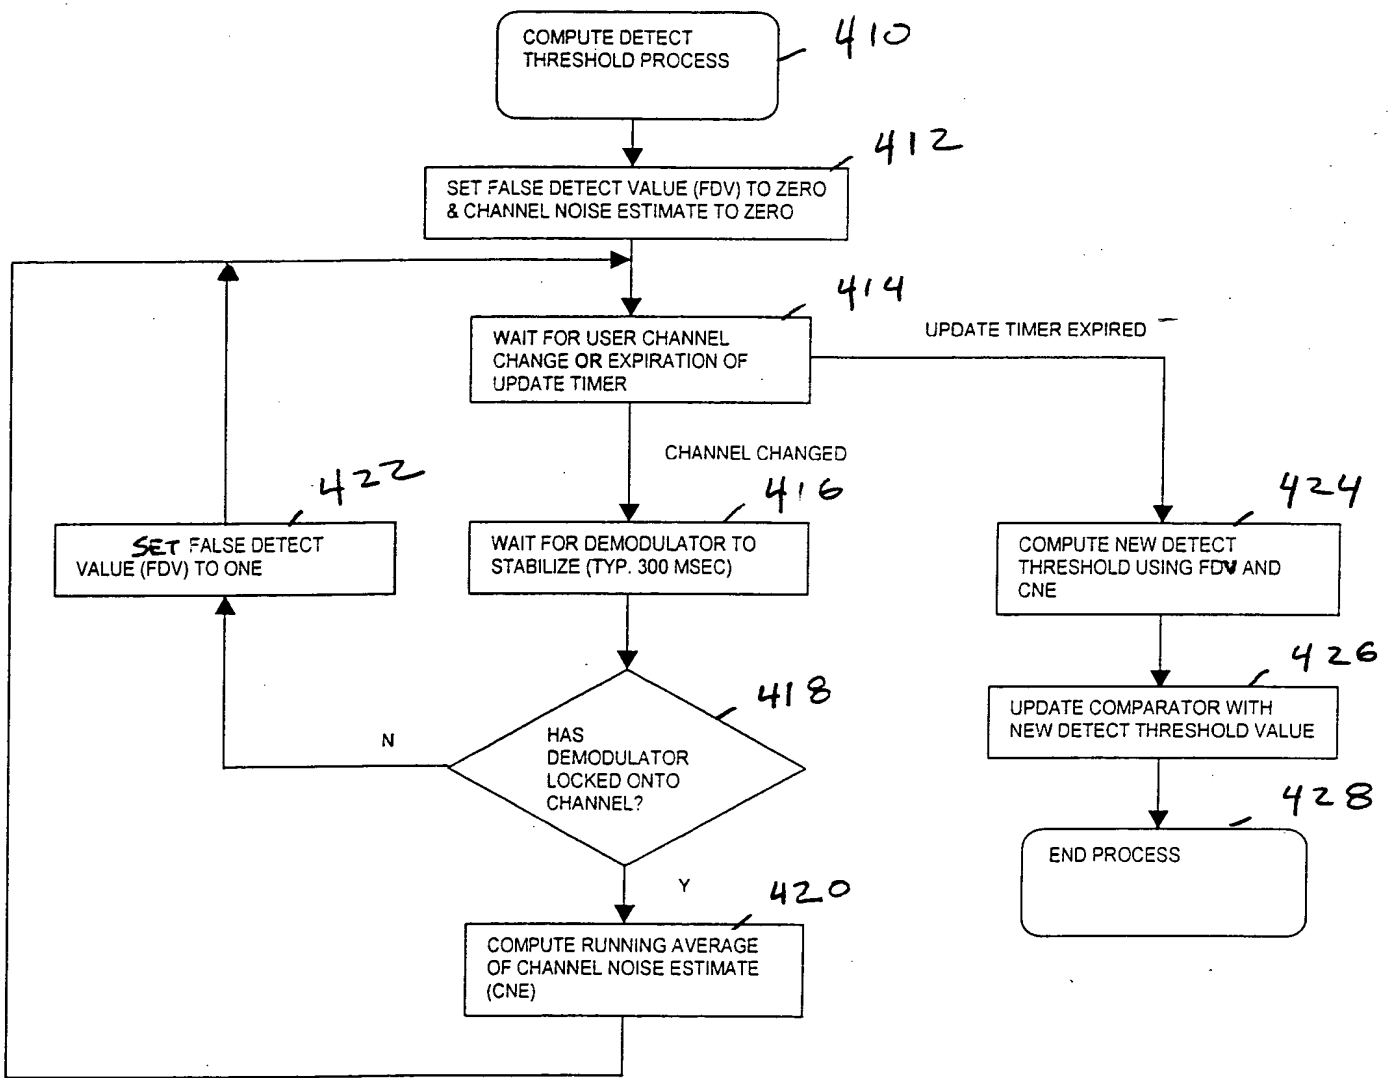 COMPUTE DETECT
THRESHOLD PROCESS
410
412
SET FALSE DETECT VALUE (FDV) TO ZERO
& CHANNEL NOISE ESTIMATE TO ZERO
414
WAIT FOR USER CHANNEL
CHANGE OR EXPIRATION OF
UPDATE TIMER
UPDATE TIMER EXPIRED
CHANNEL CHANGED
422
SET FALSE DETECT
VALUE (FDV) TO ONE
416
WAIT FOR DEMODULATOR TO
STABILIZE (TYP. 300 MSEC)
424
COMPUTE NEW DETECT
THRESHOLD USING FDV AND
CNE
418
HAS
DEMODULATOR
LOCKED ONTO
CHANNEL?
N
Y
426
UPDATE COMPARATOR WITH
NEW DETECT THRESHOLD VALUE
428
END PROCESS
420
COMPUTE RUNNING AVERAGE
OF CHANNEL NOISE ESTIMATE
(CNE)